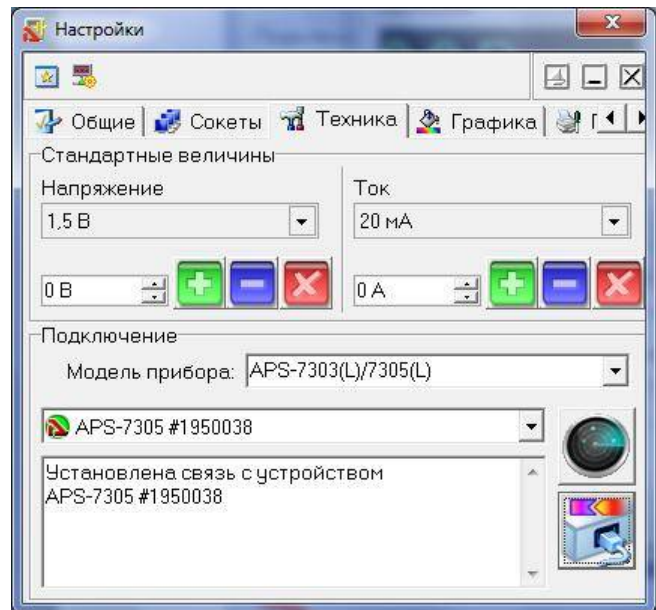 Настройки
Общие Сокеты Техника Графика
Стандартные величины
Напряжение Ток
1,5 В 20 мА
0 В 0 А
Подключение
Модель прибора: APS-7303(L)/7305(L)
APS-7305 #1950038
Установлена связь с устройством
APS-7305 #1950038